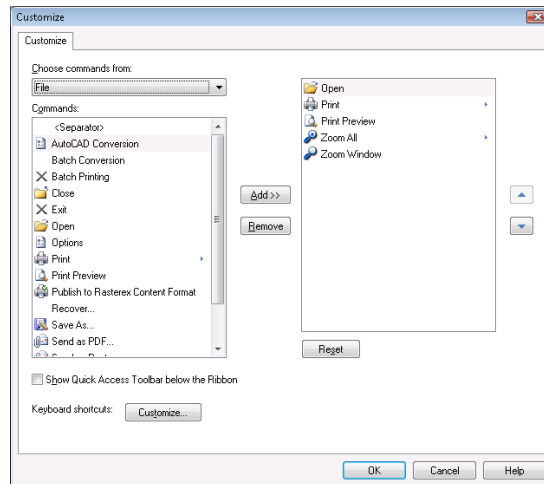 Customize
Customize
Choose commands from:
File
Commands:
<Separator>
AutoCAD Conversion
Batch Conversion
Batch Printing
Close
Exit
Open
Options
Print
Print Preview
Publish to Rasterex Content Format
Recover...
Save As...
Send as PDF...
Add >>
Remove
Open
Print
Print Preview
Zoom All
Zoom Window
Reset
Show Quick Access Toolbar below the Ribbon
Keyboard shortcuts:
Customize...
OK
Cancel
Help